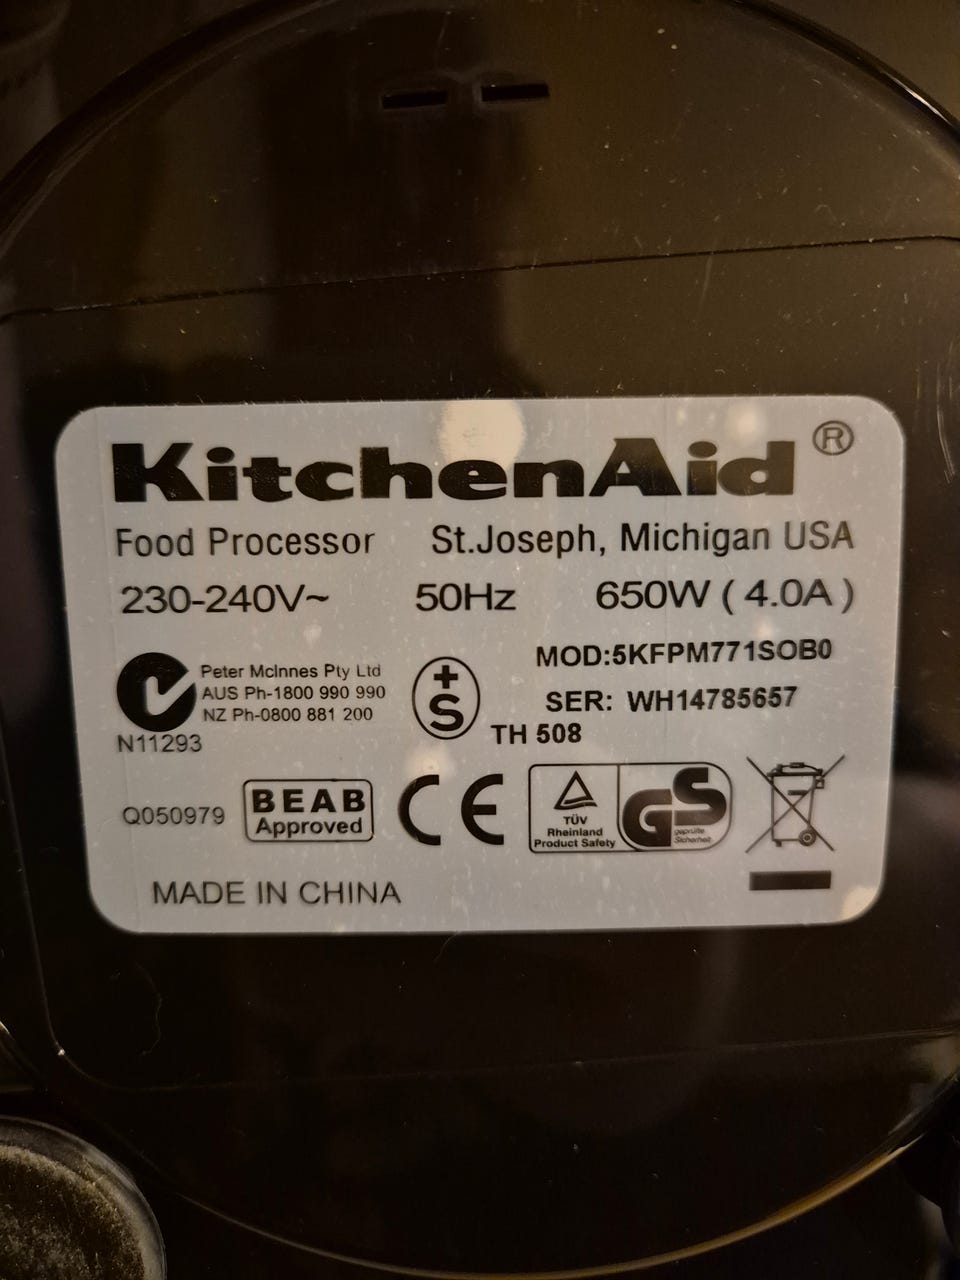 KitchenAid®
Food Processor St.Joseph, Michigan USA
230-240V~ 50Hz 650W ( 4.0A )
MOD:5KFPM771SOB0
Peter McInnes Pty Ltd
AUS Ph-1800 990 990
NZ Ph-0800 881 200
N11293
+
S
SER: WH14785657
TH 508
Q050979
BEAB
Approved
CE
TÜV
Rheinland
Product Safety
GS
geprüfte
Sicherheit
MADE IN CHINA